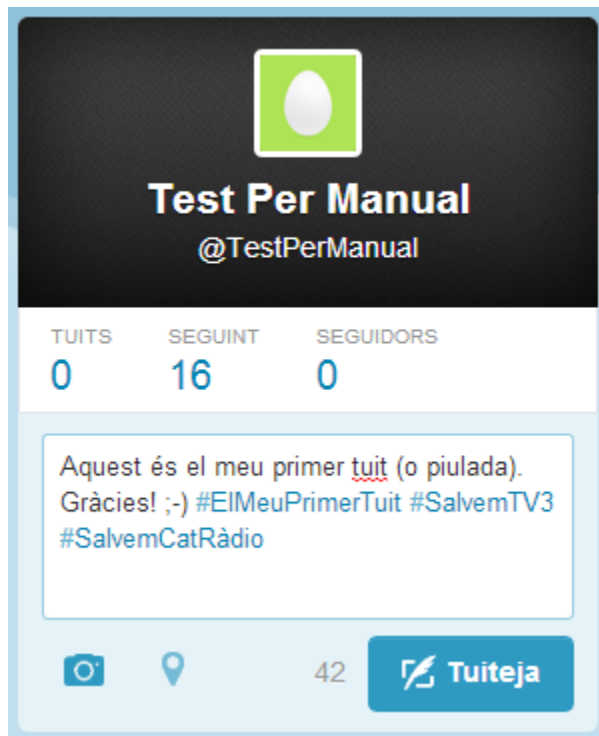 Test Per Manual
@TestPerManual
TUITS SEGUINT SEGUIDORS
0 16 0
Aquest és el meu primer tuit (o piulada).
Gràcies! ;-) #ElMeuPrimerTuit #SalvemTV3
#SalvemCatRàdio
42 Tuiteja